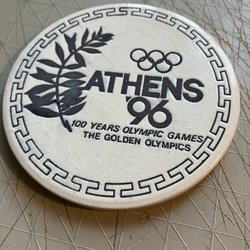 ATHENS
'96
100 YEARS OLYMPIC GAMES
THE GOLDEN OLYMPICS